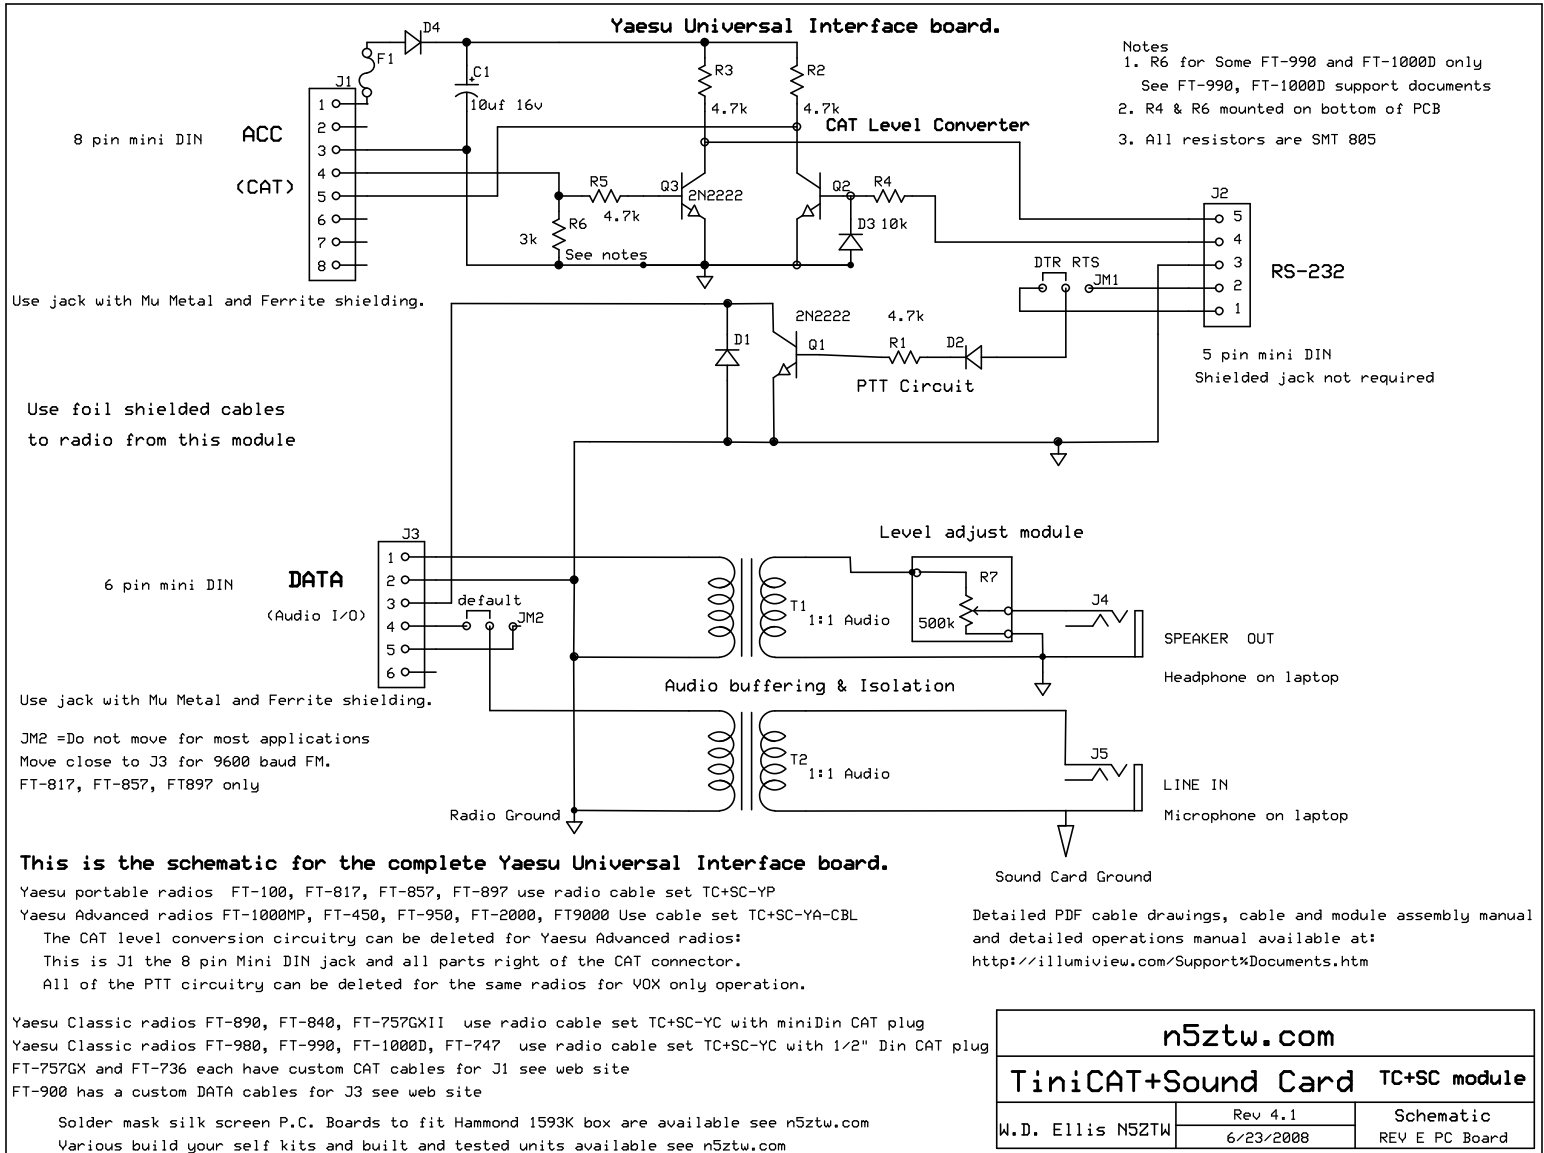 Yaesu Universal Interface board.
D4
F1
J1
C1
+
10uf 16v
R3
4.7k
R2
4.7k
CAT Level Converter
Notes
1. R6 for Some FT-990 and FT-1000D only
See FT-990, FT-1000D support documents
2. R4 & R6 mounted on bottom of PCB
3. All resistors are SMT 805
8 pin mini DIN
ACC
(CAT)
1
2
3
4
5
6
7
8
R5
4.7k
R6
3k
See notes
Q3
2N2222
Q2
R4
D3 10k
J2
5
4
3
2
1
RS-232
DTR RTS
JM1
Use jack with Mu Metal and Ferrite shielding.
2N2222
4.7k
D1
Q1
R1
D2
PTT Circuit
5 pin mini DIN
Shielded jack not required
Use foil shielded cables
to radio from this module
J3
1
2
3
4
5
6
6 pin mini DIN
DATA
(Audio I/O)
default
JM2
Level adjust module
T1
1:1 Audio
R7
500k
J4
SPEAKER OUT
Headphone on laptop
Audio buffering & Isolation
Use jack with Mu Metal and Ferrite shielding.
JM2 =Do not move for most applications
Move close to J3 for 9600 baud FM.
FT-817, FT-857, FT897 only
T2
1:1 Audio
J5
LINE IN
Microphone on laptop
Radio Ground
Sound Card Ground
This is the schematic for the complete Yaesu Universal Interface board.
Yaesu portable radios FT-100, FT-817, FT-857, FT-897 use radio cable set TC+SC-YP
Yaesu Advanced radios FT-1000MP, FT-450, FT-950, FT-2000, FT9000 Use cable set TC+SC-YA-CBL
The CAT level conversion circuitry can be deleted for Yaesu Advanced radios:
This is J1 the 8 pin Mini DIN jack and all parts right of the CAT connector.
All of the PTT circuitry can be deleted for the same radios for VOX only operation.
Detailed PDF cable drawings, cable and module assembly manual
and detailed operations manual available at:
http://illumiview.com/Support%Documents.htm
Yaesu Classic radios FT-890, FT-840, FT-757GXII use radio cable set TC+SC-YC with miniDin CAT plug
Yaesu Classic radios FT-980, FT-990, FT-1000D, FT-747 use radio cable set TC+SC-YC with 1/2" Din CAT plug
FT-757GX and FT-736 each have custom CAT cables for J1 see web site
FT-900 has a custom DATA cables for J3 see web site
Solder mask silk screen P.C. Boards to fit Hammond 1593K box are available see n5ztw.com
Various build your self kits and built and tested units available see n5ztw.com
n5ztw.com
TiniCAT+Sound Card TC+SC module
W.D. Ellis N5ZTW
Rev 4.1
6/23/2008
Schematic
REV E PC Board